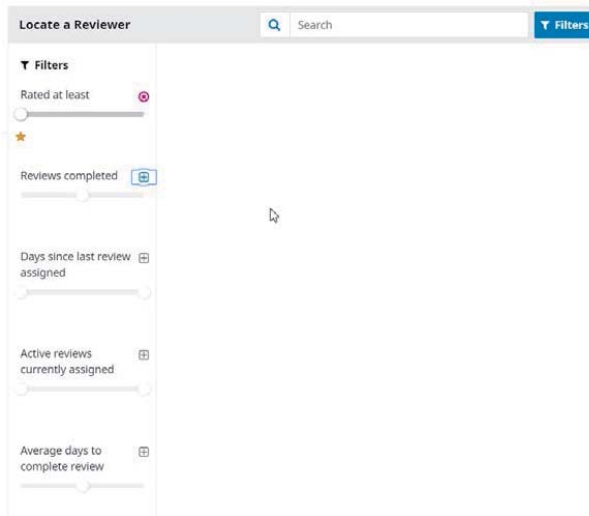 Locate a Reviewer
Search
Filters
Filters
Rated at least
Reviews completed
Days since last review
assigned
Active reviews
currently assigned
Average days to
complete review